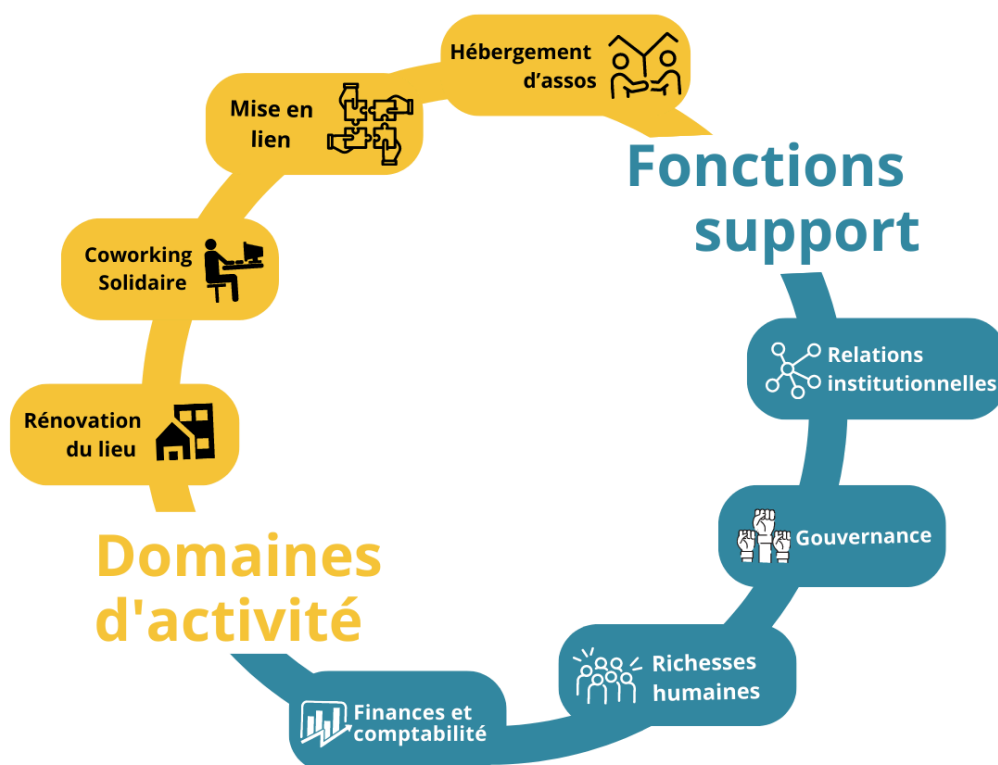 Hébergement
d’assos
Mise en
lien
Coworking
Solidaire
Rénovation
du lieu
Domaines
d'activité
Fonctions
support
Relations
institutionnelles
Gouvernance
Richesses
humaines
Finances et
comptabilité